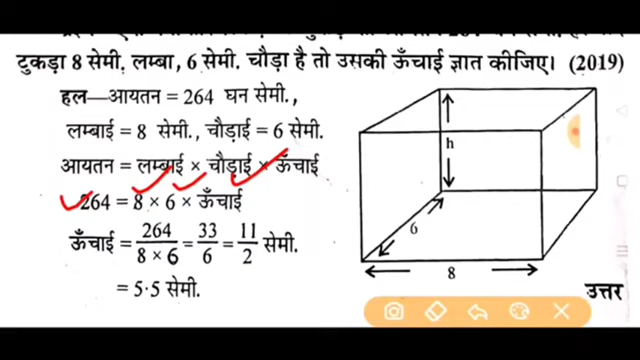 टुकड़ा 8 सेमी. लम्बा, 6 सेमी. चौड़ा है तो उसकी ऊँचाई ज्ञात कीजिए। (2019)
हल—आयतन = 264 घन सेमी.,
लम्बाई = 8 सेमी., चौड़ाई = 6 सेमी.
आयतन = लम्बाई × चौड़ाई × ऊँचाई
264 = 8 × 6 × ऊँचाई
ऊँचाई = 264/8 × 6 = 33/6 = 11/2 सेमी.
= 5·5 सेमी.
उत्तर
h
6
8